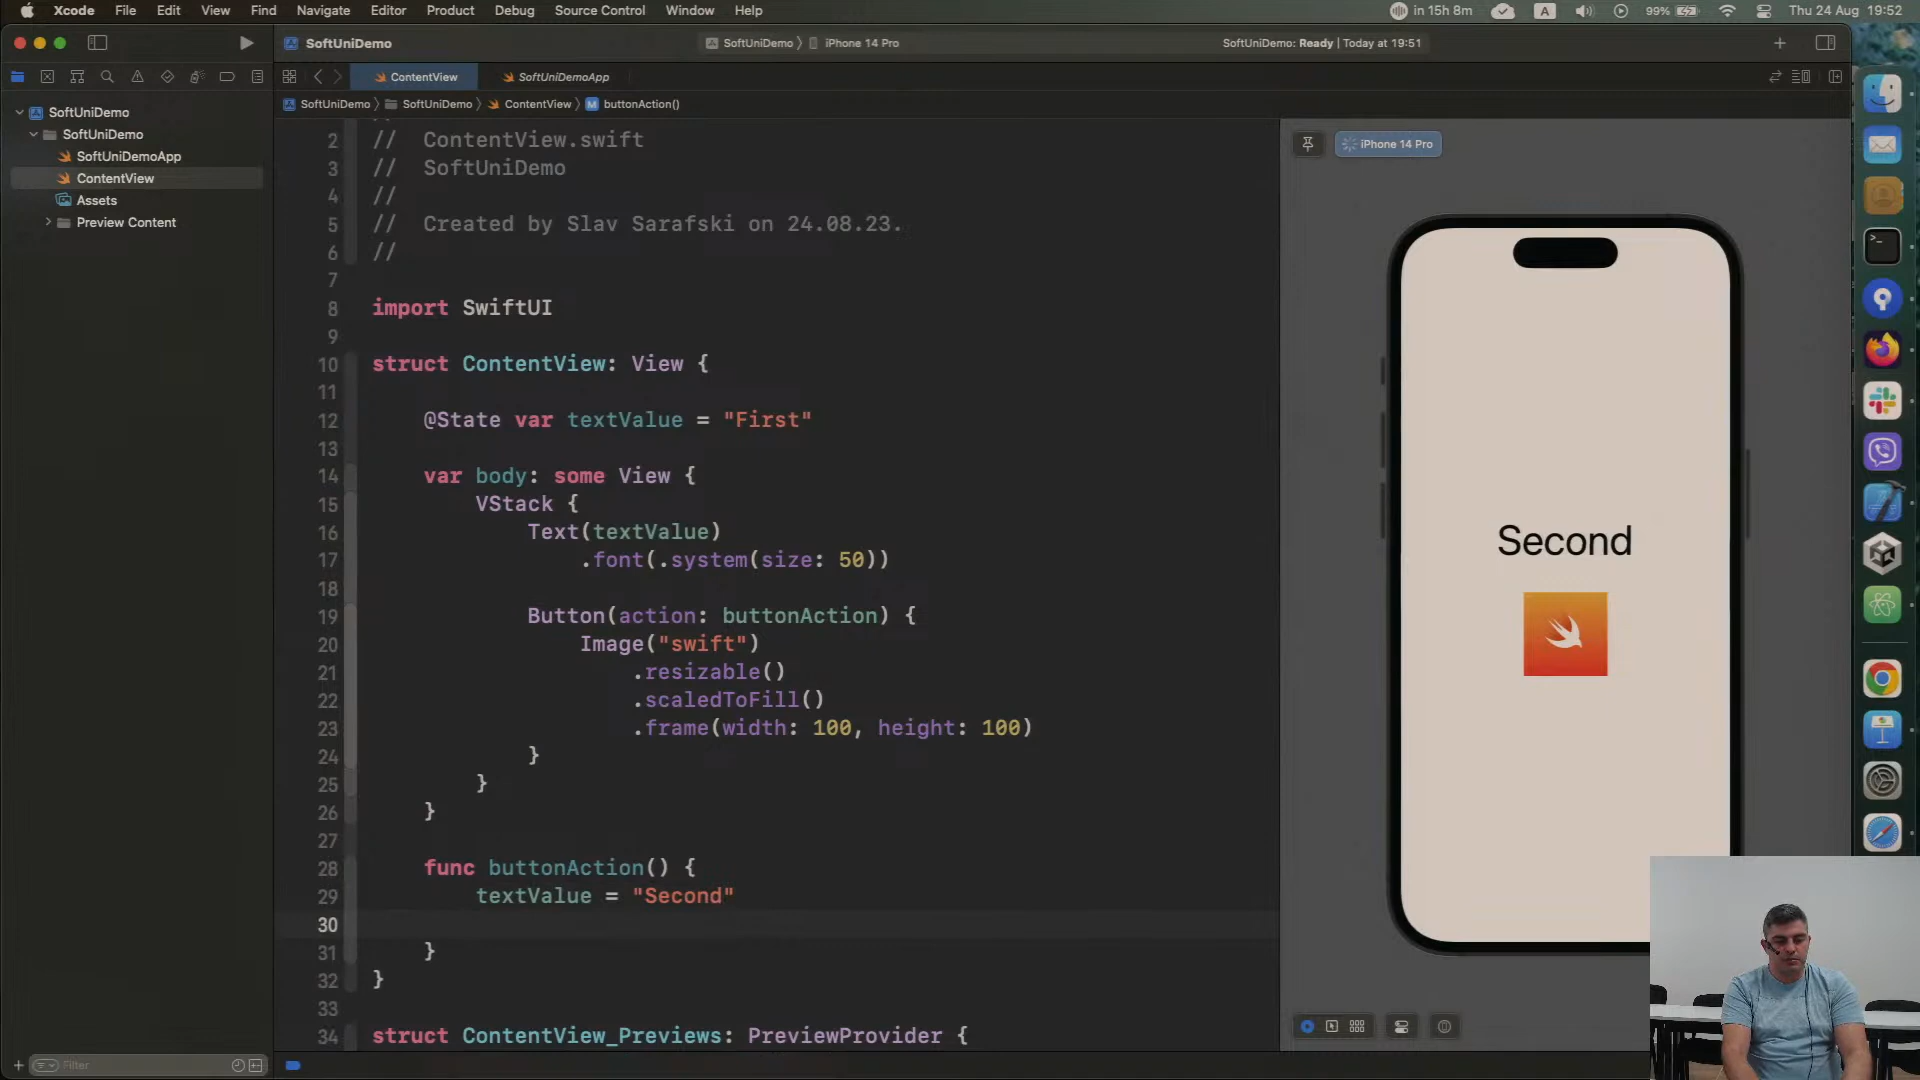 Xcode File Edit View Find Navigate Editor Product Debug Source Control Window Help
in 15h 8m A 99% Thu 24 Aug 19:52
SoftUniDemo
SoftUniDemo iPhone 14 Pro
SoftUniDemo: Ready | Today at 19:51
ContentView
SoftUniDemoApp
SoftUniDemo SoftUniDemo ContentView M buttonAction()
SoftUniDemo
SoftUniDemo
SoftUniDemoApp
ContentView
Assets
Preview Content
2 // ContentView.swift
3 // SoftUniDemo
4 //
5 // Created by Slav Sarafski on 24.08.23.
6 //
7
8 import SwiftUI
9
10 struct ContentView: View {
11
12 @State var textValue = "First"
13
14 var body: some View {
15 VStack {
16 Text(textValue)
17 .font(.system(size: 50))
18
19 Button(action: buttonAction) {
20 Image("swift")
21 .resizable()
22 .scaledToFill()
23 .frame(width: 100, height: 100)
24 }
25 }
26 }
27
28 func buttonAction() {
29 textValue = "Second"
30
31 }
32 }
33
34 struct ContentView_Previews: PreviewProvider {
iPhone 14 Pro
Second
Filter